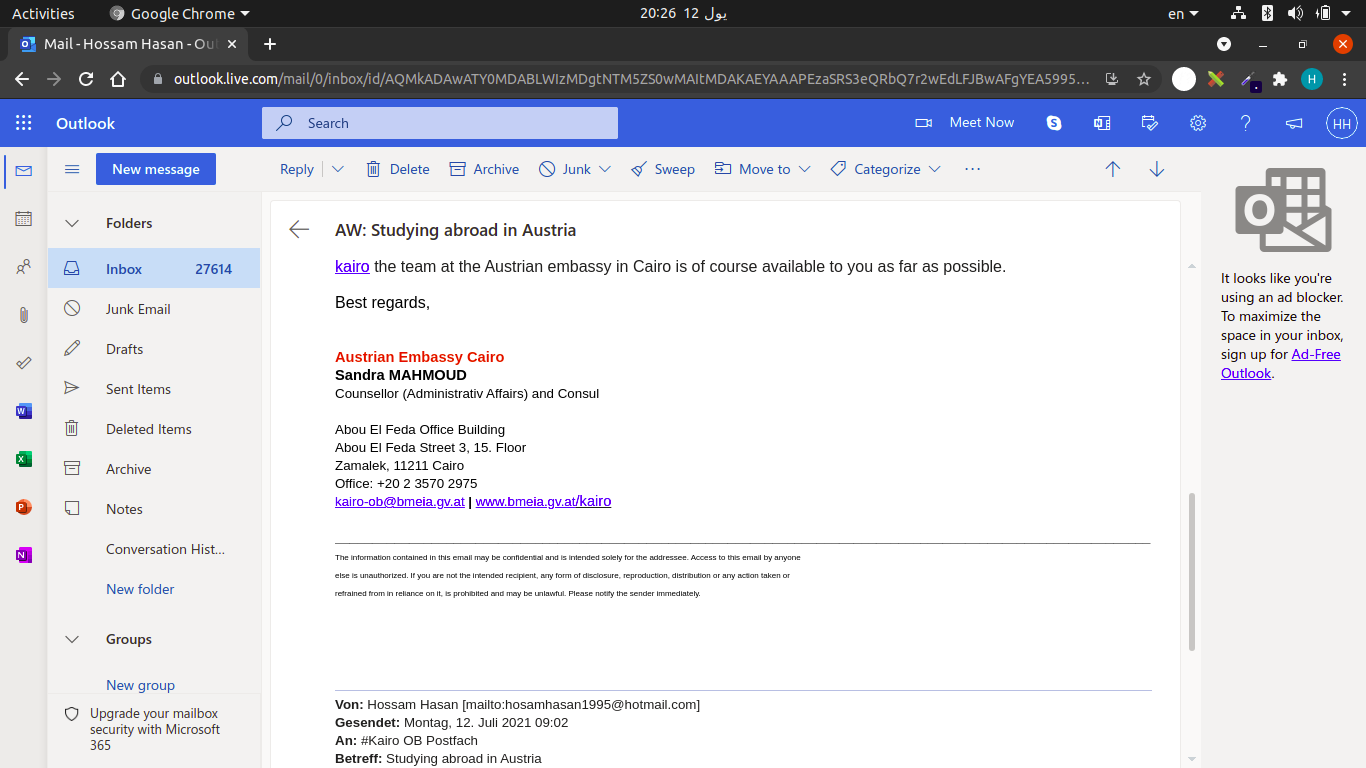 Activities
Google Chrome
20:26 12 يول
en
Mail - Hossam Hasan - Out
outlook.live.com/mail/0/inbox/id/AQMkADAwATY0MDABLWIzMDgtNTM5ZS0wMAItMDAKAEYAAAPEzaSRS3eQRbQ7r2wEdLFJBwAFgYEA5995…
H
Outlook
Search
Meet Now
HH
New message
Reply
Delete
Archive
Junk
Sweep
Move to
Categorize
Folders
Inbox 27614
Junk Email
Drafts
Sent Items
Deleted Items
Archive
Notes
Conversation Hist...
New folder
Groups
New group
Upgrade your mailbox
security with Microsoft
365
AW: Studying abroad in Austria
kairo the team at the Austrian embassy in Cairo is of course available to you as far as possible.
Best regards,
Austrian Embassy Cairo
Sandra MAHMOUD
Counsellor (Administrativ Affairs) and Consul
Abou El Feda Office Building
Abou El Feda Street 3, 15. Floor
Zamalek, 11211 Cairo
Office: +20 2 3570 2975
kairo-ob@bmeia.gv.at | www.bmeia.gv.at/kairo
The information contained in this email may be confidential and is intended solely for the addressee. Access to this email by anyone
else is unauthorized. If you are not the intended recipient, any form of disclosure, reproduction, distribution or any action taken or
refrained from in reliance on it, is prohibited and may be unlawful. Please notify the sender immediately.
Von: Hossam Hasan [mailto:hosamhasan1995@hotmail.com]
Gesendet: Montag, 12. Juli 2021 09:02
An: #Kairo OB Postfach
Betreff: Studying abroad in Austria
It looks like you're
using an ad blocker.
To maximize the
space in your inbox,
sign up for Ad-Free
Outlook.